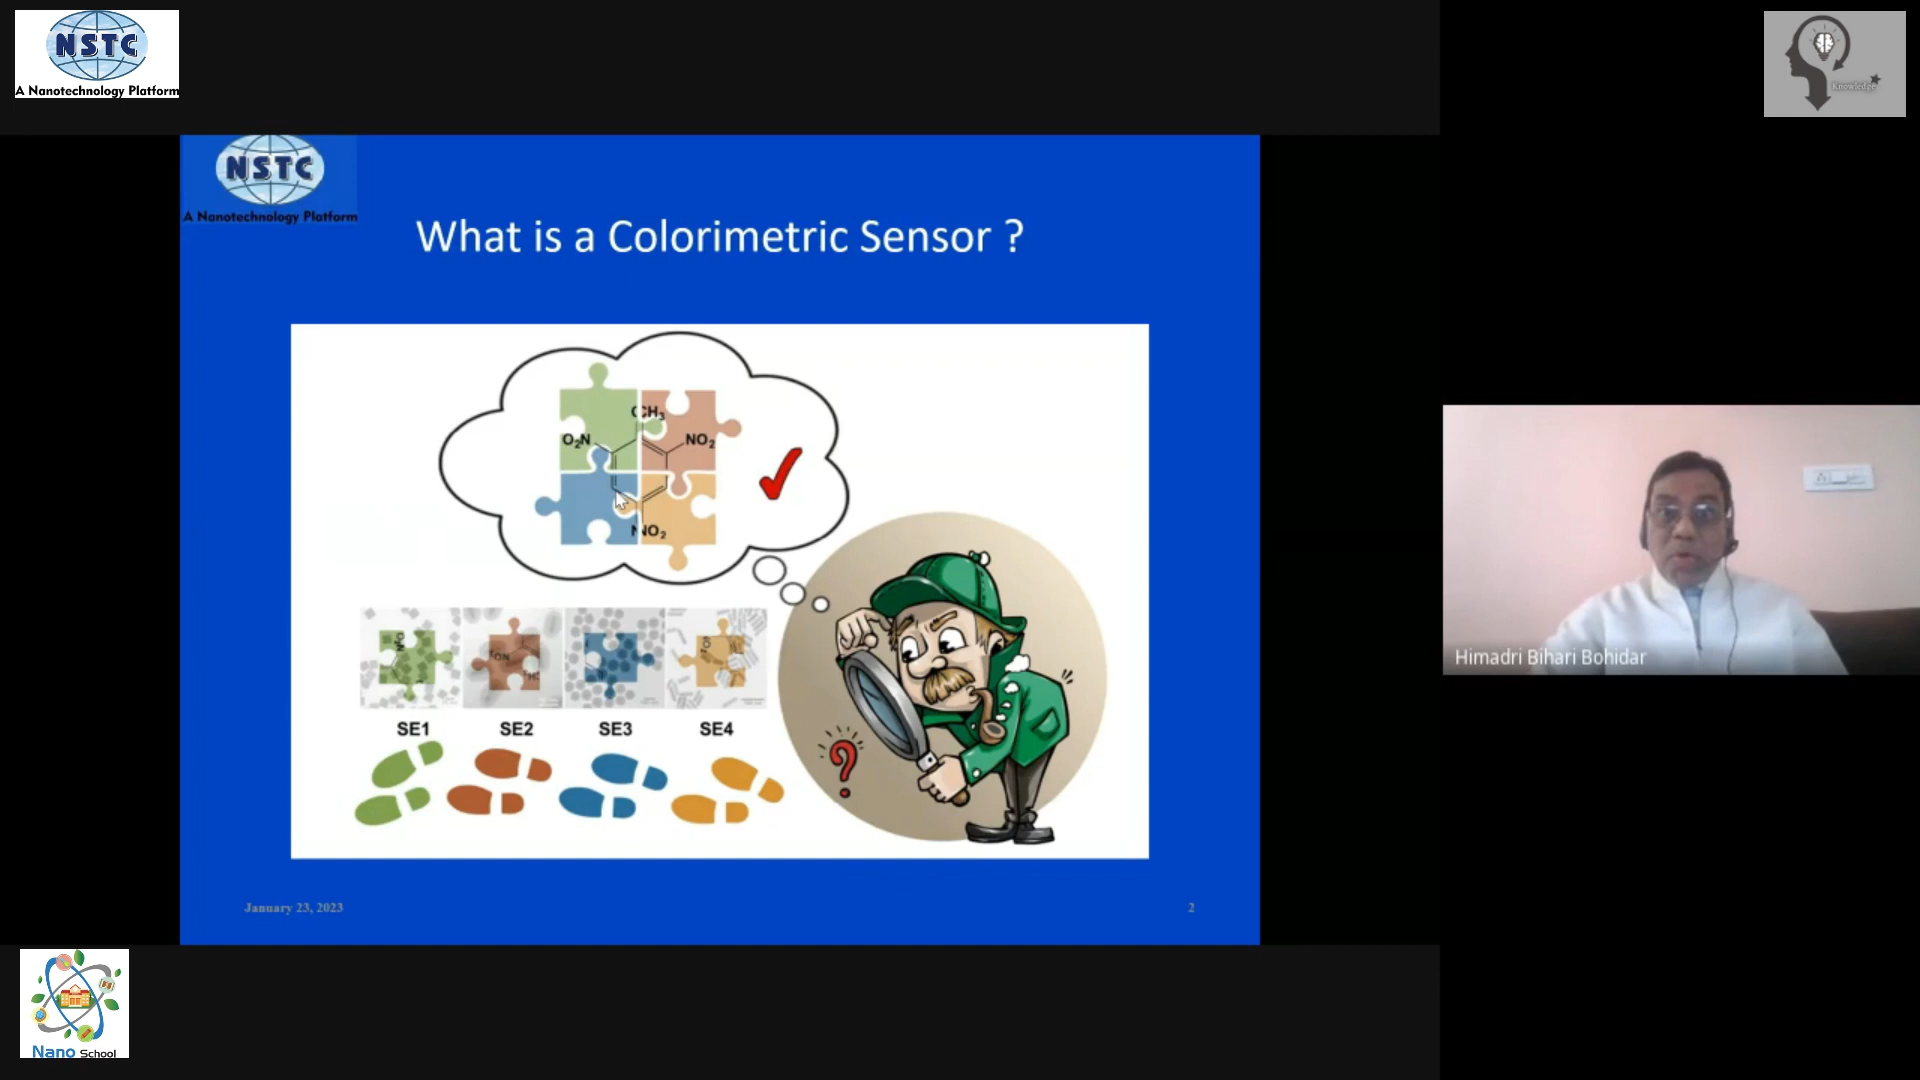 NSTC
A Nanotechnology Platform
Knowledge
NSTC
A Nanotechnology Platform
What is a Colorimetric Sensor ?
CH3
O2N
NO2
NO2
SE1
SE2
SE3
SE4
Himadri Bihari Bohidar
January 23, 2023
2
Nano School